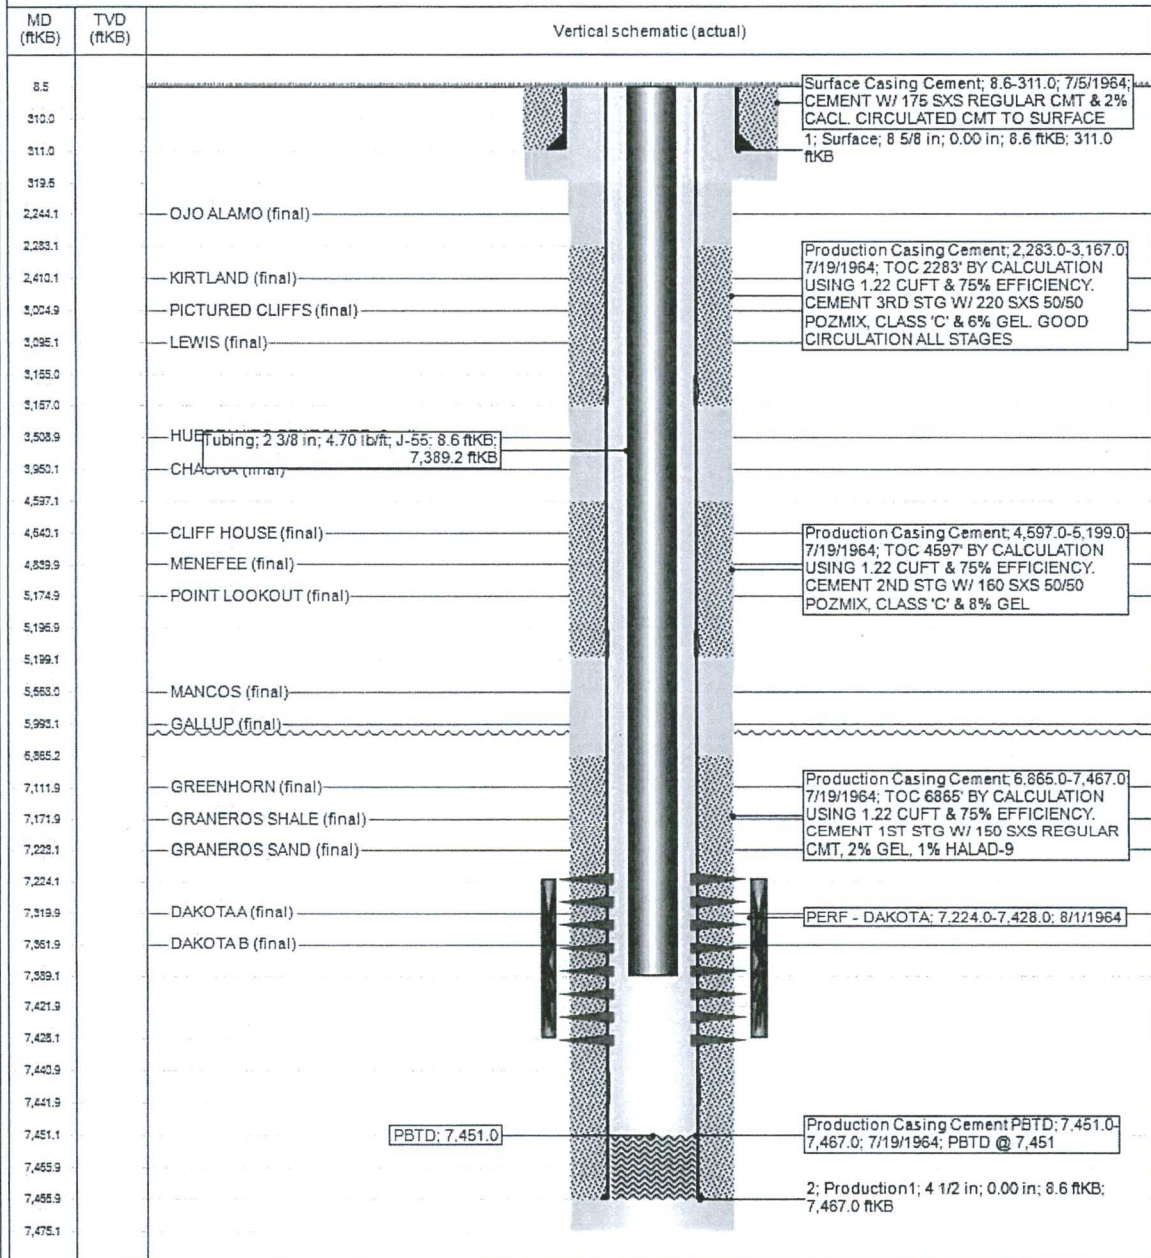 MD (ftKB)
TVD (ftKB)
Vertical schematic (actual)
8.5
310.0
311.0
319.5
2,244.1
2,283.1
2,410.1
3,004.9
3,095.1
3,165.0
3,167.0
3,508.9
3,950.1
4,597.1
4,640.1
4,839.9
5,174.9
5,196.9
5,199.1
5,553.0
5,993.1
6,865.2
7,111.9
7,171.9
7,223.1
7,224.1
7,319.9
7,361.9
7,389.1
7,421.9
7,428.1
7,440.9
7,441.9
7,451.1
7,465.9
7,466.9
7,475.1
OJO ALAMO (final)
KIRTLAND (final)
PICTURED CLIFFS (final)
LEWIS (final)
Tubing; 2 3/8 in; 4.70 lb/ft; J-55; 8.6 ftKB;
7,389.2 ftKB
CHACRA (final)
CLIFF HOUSE (final)
MENEFEE (final)
POINT LOOKOUT (final)
MANCOS (final)
GALLUP (final)
GREENHORN (final)
GRANEROS SHALE (final)
GRANEROS SAND (final)
DAKOTA A (final)
DAKOTA B (final)
PBTD; 7,451.0
Surface Casing Cement; 8.6-311.0; 7/5/1964;
CEMENT W/ 175 SXS REGULAR CMT & 2%
CACL. CIRCULATED CMT TO SURFACE
1; Surface; 8 5/8 in; 0.00 in; 8.6 ftKB; 311.0
ftKB
Production Casing Cement; 2,283.0-3,167.0;
7/19/1964; TOC 2283' BY CALCULATION
USING 1.22 CUFT & 75% EFFICIENCY.
CEMENT 3RD STG W/ 220 SXS 50/50
POZMIX, CLASS 'C' & 6% GEL. GOOD
CIRCULATION ALL STAGES
Production Casing Cement; 4,597.0-5,199.0;
7/19/1964; TOC 4597' BY CALCULATION
USING 1.22 CUFT & 75% EFFICIENCY.
CEMENT 2ND STG W/ 160 SXS 50/50
POZMIX, CLASS 'C' & 8% GEL
Production Casing Cement; 6,865.0-7,467.0;
7/19/1964; TOC 6865' BY CALCULATION
USING 1.22 CUFT & 75% EFFICIENCY.
CEMENT 1ST STG W/ 150 SXS REGULAR
CMT, 2% GEL, 1% HALAD-9
PERF - DAKOTA; 7,224.0-7,428.0; 8/1/1964
Production Casing Cement PBTD; 7,451.0-
7,467.0; 7/19/1964; PBTD @ 7,451
2; Production1; 4 1/2 in; 0.00 in; 8.6 ftKB;
7,467.0 ftKB